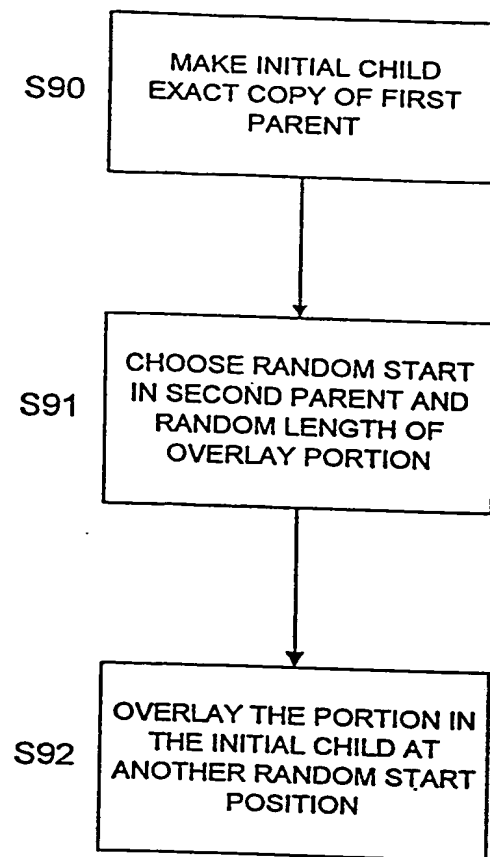 S90
MAKE INITIAL CHILD
EXACT COPY OF FIRST
PARENT
S91
CHOOSE RANDOM START
IN SECOND PARENT AND
RANDOM LENGTH OF
OVERLAY PORTION
S92
OVERLAY THE PORTION IN
THE INITIAL CHILD AT
ANOTHER RANDOM START
POSITION